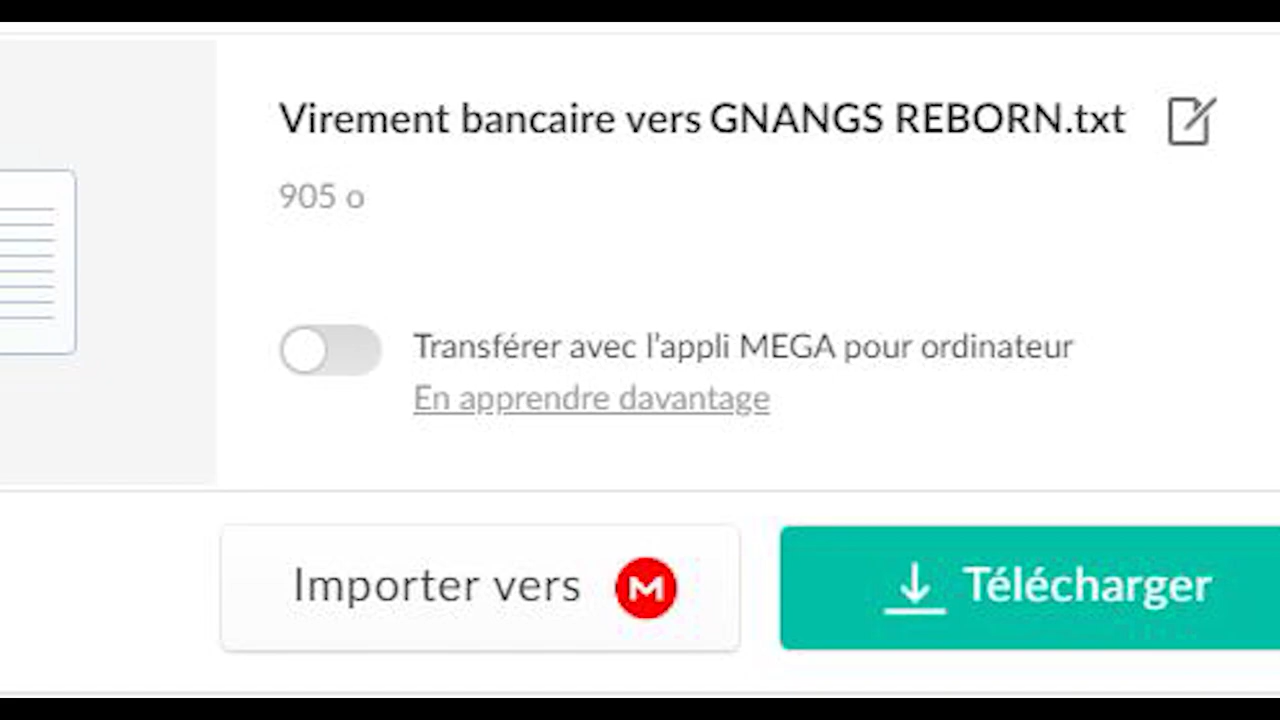 Virement bancaire vers GNANGS REBORN.txt
905 o
Transférer avec l'appli MEGA pour ordinateur
En apprendre davantage
Importer vers M
Télécharger